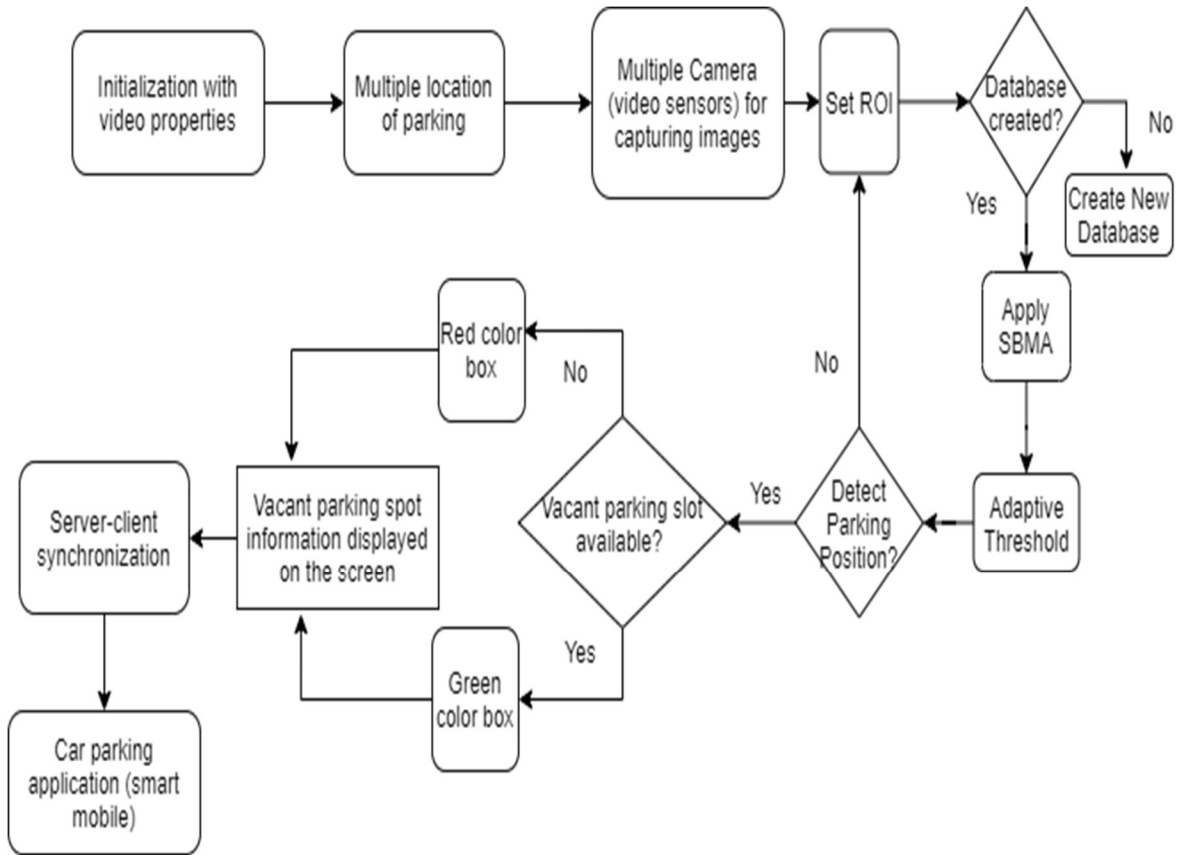 Initialization with
video properties
Multiple location
of parking
Multiple Camera
(video sensors) for
capturing images
Set ROI
Database
created?
No
Yes
Create New
Database
Apply
SBMA
Adaptive
Threshold
Detect
Parking
Position?
No
Yes
Vacant parking slot
available?
No
Yes
Red color
box
Green
color box
Vacant parking spot
information displayed
on the screen
Server-client
synchronization
Car parking
application (smart
mobile)